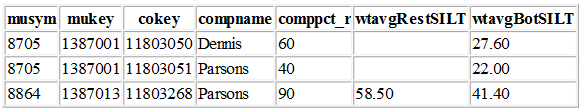 musym mukey cokey compname comppct_r wtavgRestSILT wtavgBotSILT
8705 1387001 11803050 Dennis 60 27.60
8705 1387001 11803051 Parsons 40 22.00
8864 1387013 11803268 Parsons 90 58.50 41.40